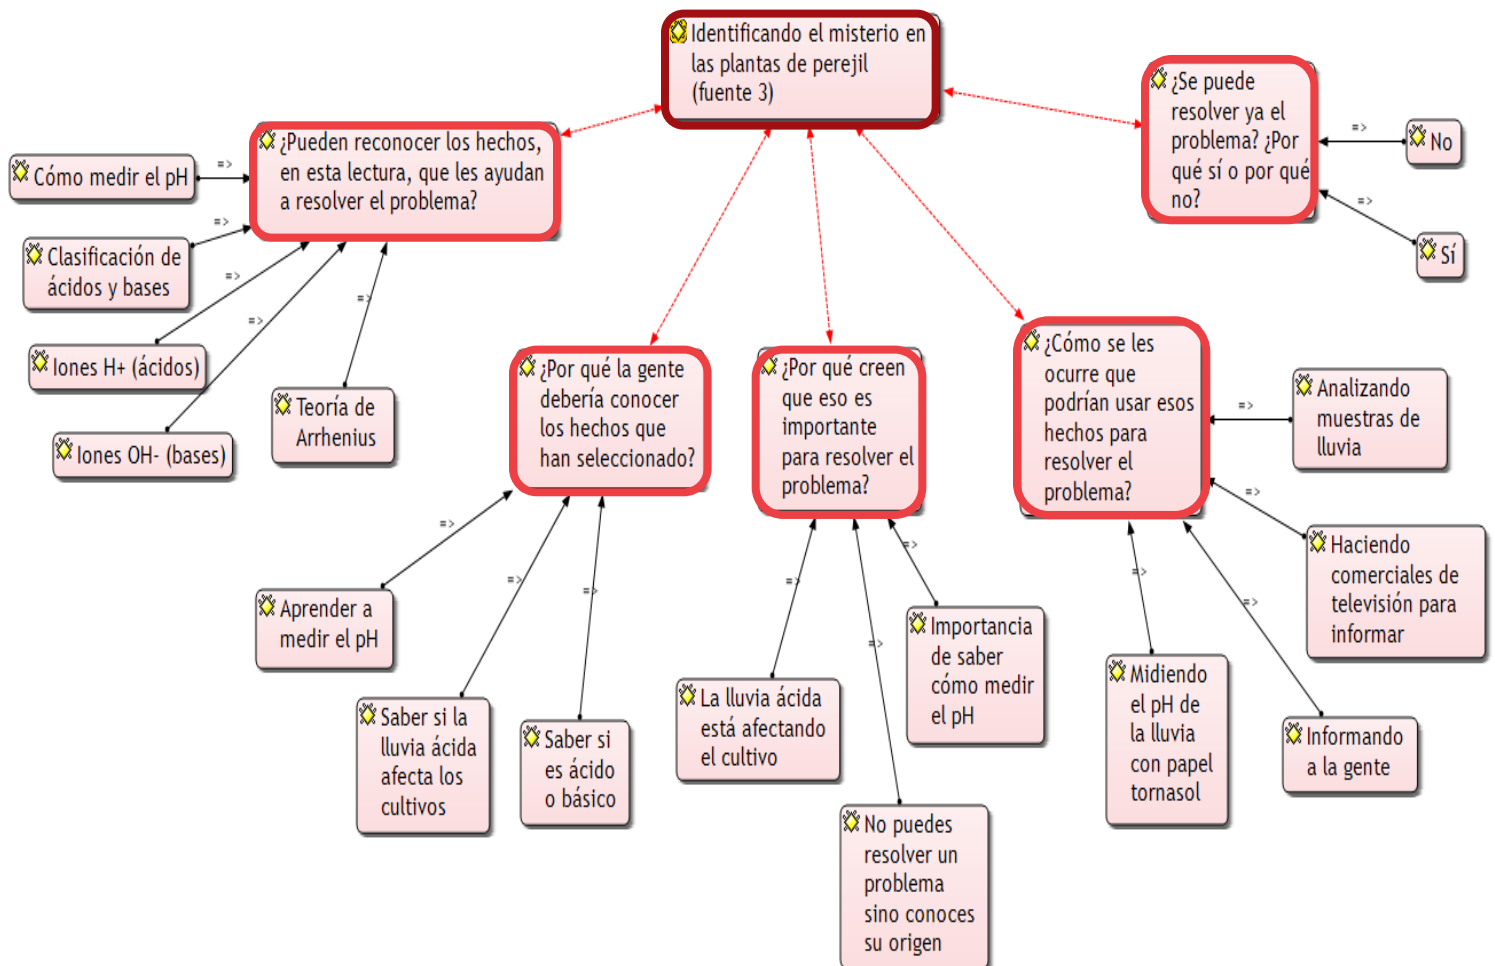 Identificando el misterio en
las plantas de perejil
(fuente 3)
¿Se puede
resolver ya el
problema? ¿Por
qué sí o por qué
no?
=>
No
=>
Sí
¿Pueden reconocer los hechos,
en esta lectura, que les ayudan
a resolver el problema?
=>
Cómo medir el pH
=>
Clasificación de
ácidos y bases
=>
Iones H+ (ácidos)
=>
Iones OH- (bases)
=>
Teoría de
Arrhenius
¿Por qué la gente
debería conocer
los hechos que
han seleccionado?
=>
Aprender a
medir el pH
=>
Saber si la
lluvia ácida
afecta los
cultivos
=>
Saber si
es ácido
o básico
¿Por qué creen
que eso es
importante
para resolver el
problema?
=>
La lluvia ácida
está afectando
el cultivo
=>
No puedes
resolver un
problema
sino conoces
su origen
=>
Importancia
de saber
cómo medir
el pH
¿Cómo se les
ocurre que
podrían usar esos
hechos para
resolver el
problema?
=>
Analizando
muestras de
lluvia
=>
Haciendo
comerciales de
televisión para
informar
=>
Midiendo
el pH de
la lluvia
con papel
tornasol
=>
Informando
a la gente